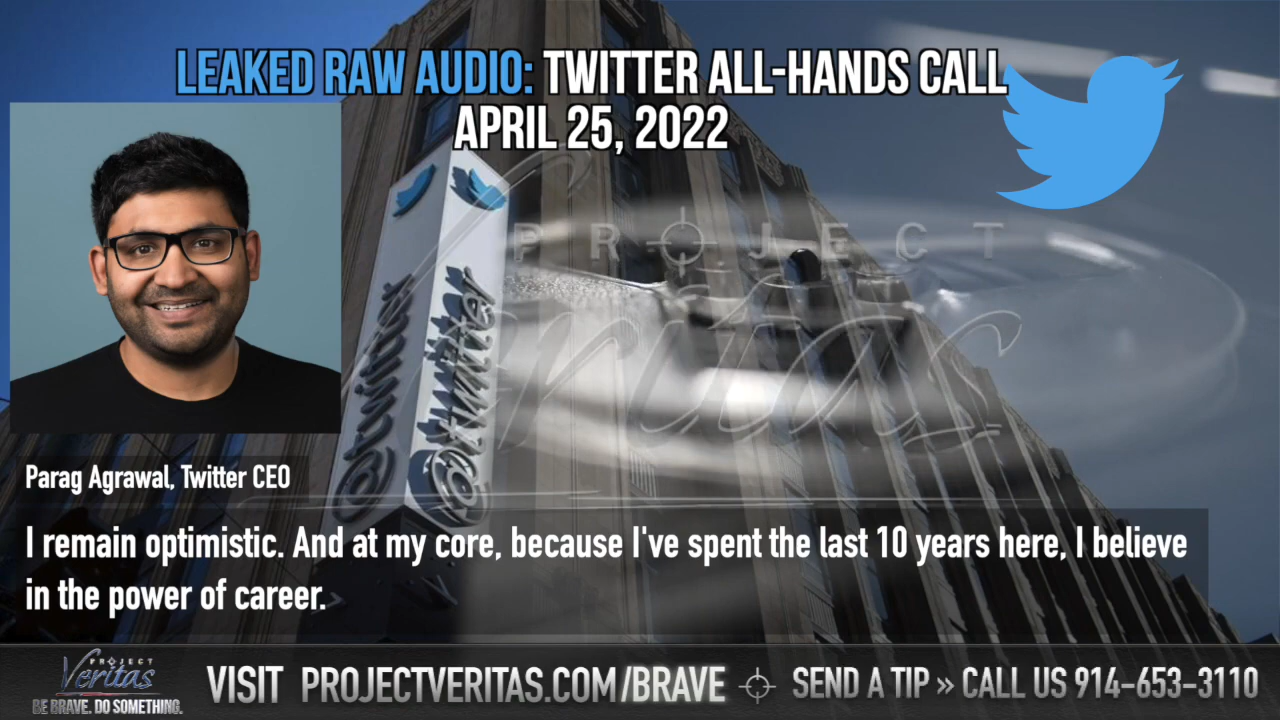 LEAKED RAW AUDIO: TWITTER ALL-HANDS CALL
APRIL 25, 2022
PROJECT
Veritas
@twitter
@twitter
Parag Agrawal, Twitter CEO
I remain optimistic. And at my core, because I've spent the last 10 years here, I believe
in the power of career.
PROJECT
Veritas
BE BRAVE. DO SOMETHING.
VISIT PROJECTVERITAS.COM/BRAVE
SEND A TIP » CALL US 914-653-3110